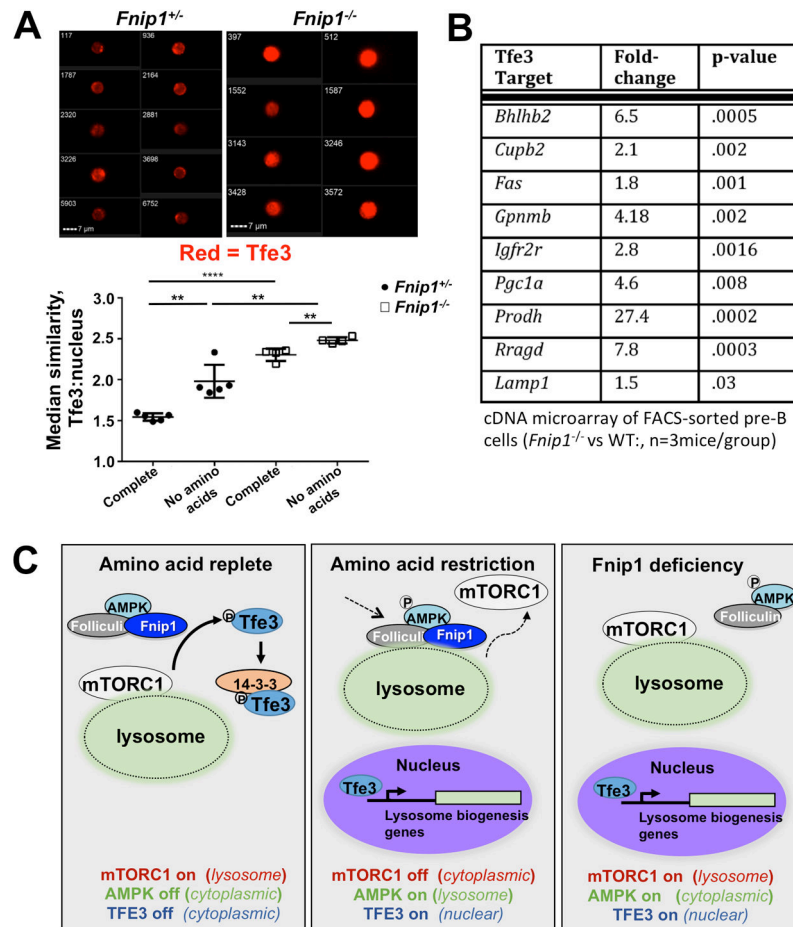 A
Fnip1+/-
Fnip1-/-
117
936
1787
2164
2320
2881
3226
3698
5903
6752
7 µm
397
512
1552
1587
3143
3246
3428
3572
7 µm
Red = Tfe3
Median similarity,
Tfe3:nucleus
3.0
2.5
2.0
1.5
1.0
****
**
**
**
Fnip1+/-
Fnip1-/-
Complete
No amino
acids
Complete
No amino
acids
B
Tfe3 Target | Fold-change | p-value
Bhlhb2 | 6.5 | .0005
Cupb2 | 2.1 | .002
Fas | 1.8 | .001
Gpnmb | 4.18 | .002
Igfr2r | 2.8 | .0016
Pgc1a | 4.6 | .008
Prodh | 27.4 | .0002
Rragd | 7.8 | .0003
Lamp1 | 1.5 | .03
cDNA microarray of FACS-sorted pre-B
cells (Fnip1-/- vs WT:, n=3mice/group)
C
Amino acid replete
AMPK
Folliculi
Fnip1
P
Tfe3
mTORC1
14-3-3
P
Tfe3
lysosome
mTORC1 on (lysosome)
AMPK off (cytoplasmic)
TFE3 off (cytoplasmic)
Amino acid restriction
mTORC1
P
AMPK
Folliculin
Fnip1
lysosome
Nucleus
Tfe3
Lysosome biogenesis
genes
mTORC1 off (cytoplasmic)
AMPK on (lysosome)
TFE3 on (nuclear)
Fnip1 deficiency
P
AMPK
Folliculin
mTORC1
lysosome
Nucleus
Tfe3
Lysosome biogenesis
genes
mTORC1 on (lysosome)
AMPK on (cytoplasmic)
TFE3 on (nuclear)